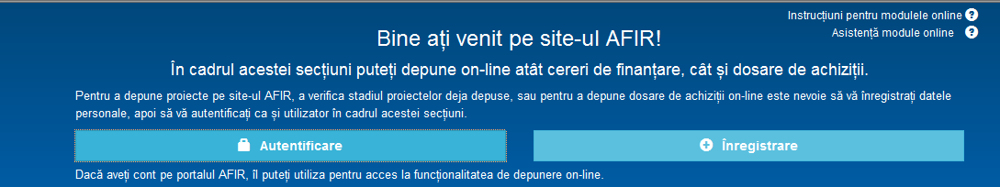 Instrucțiuni pentru modulele online
Asistență module online
Bine ați venit pe site-ul AFIR!
În cadrul acestei secțiuni puteți depune on-line atât cereri de finanțare, cât și dosare de achiziții.
Pentru a depune proiecte pe site-ul AFIR, a verifica stadiul proiectelor deja depuse, sau pentru a depune dosare de achiziții on-line este nevoie să vă înregistrați datele
personale, apoi să vă autentificați ca și utilizator în cadrul acestei secțiuni.
Autentificare
Înregistrare
Dacă aveți cont pe portalul AFIR, îl puteți utiliza pentru acces la funcționalitatea de depunere on-line.